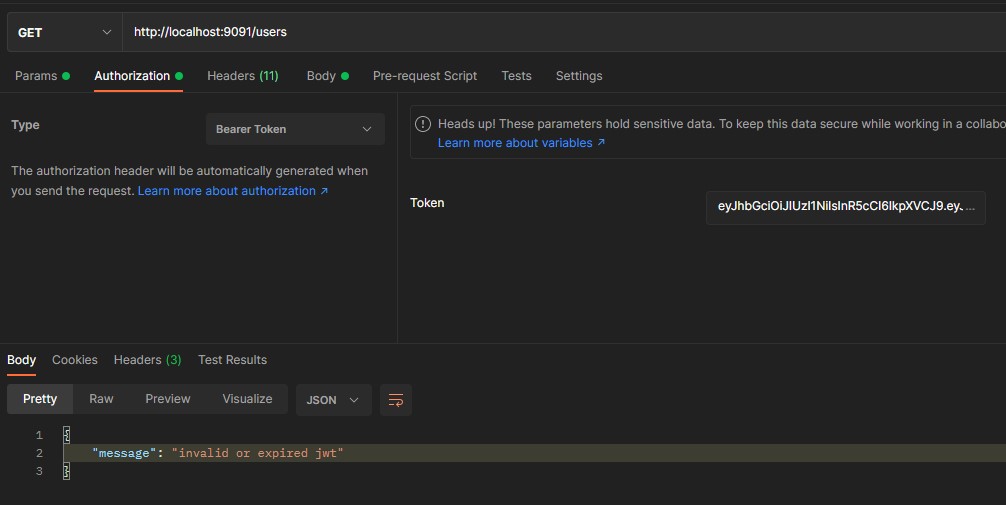 GET http://localhost:9091/users
Params Authorization Headers (11) Body Pre-request Script Tests Settings
Type Bearer Token
The authorization header will be automatically generated when
you send the request. Learn more about authorization ↗
Heads up! These parameters hold sensitive data. To keep this data secure while working in a collabo
Learn more about variables ↗
Token eyJhbGciOiJIUzI1NiIsInR5cCI6IkpXVCJ9.ey...
Body Cookies Headers (3) Test Results
Pretty Raw Preview Visualize JSON
1 {
2 "message": "invalid or expired jwt"
3 }